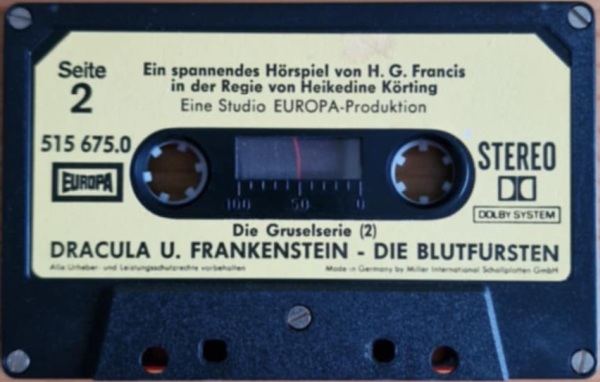 Seite
2
Ein spannendes Hörspiel von H. G. Francis
in der Regie von Heikedine Körting
Eine Studio EUROPA-Produktion
515 675.0
EUROPA
STEREO
DOLBY SYSTEM
100 50 0
Die Gruselserie (2)
DRACULA U. FRANKENSTEIN - DIE BLUTFÜRSTEN
Alle Urheber- und Leistungsschutzrechte vorbehalten
Made in Germany by Miller International Schallplatten GmbH